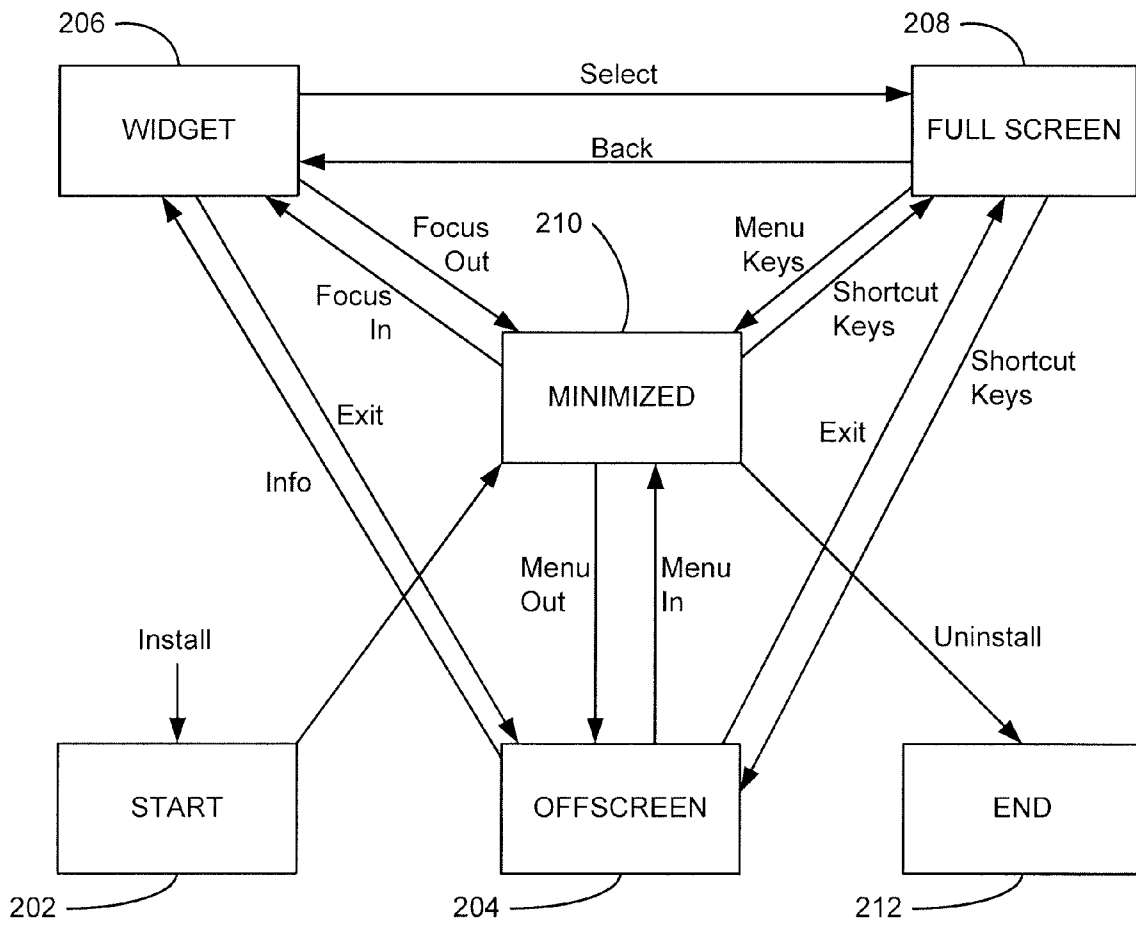 206
208
Select
WIDGET
FULL SCREEN
Back
210
Focus
Out
Menu
Keys
Focus
In
Shortcut
Keys
Shortcut
Keys
MINIMIZED
Exit
Exit
Info
Menu
Out
Menu
In
Install
Uninstall
START
OFFSCREEN
END
202
204
212